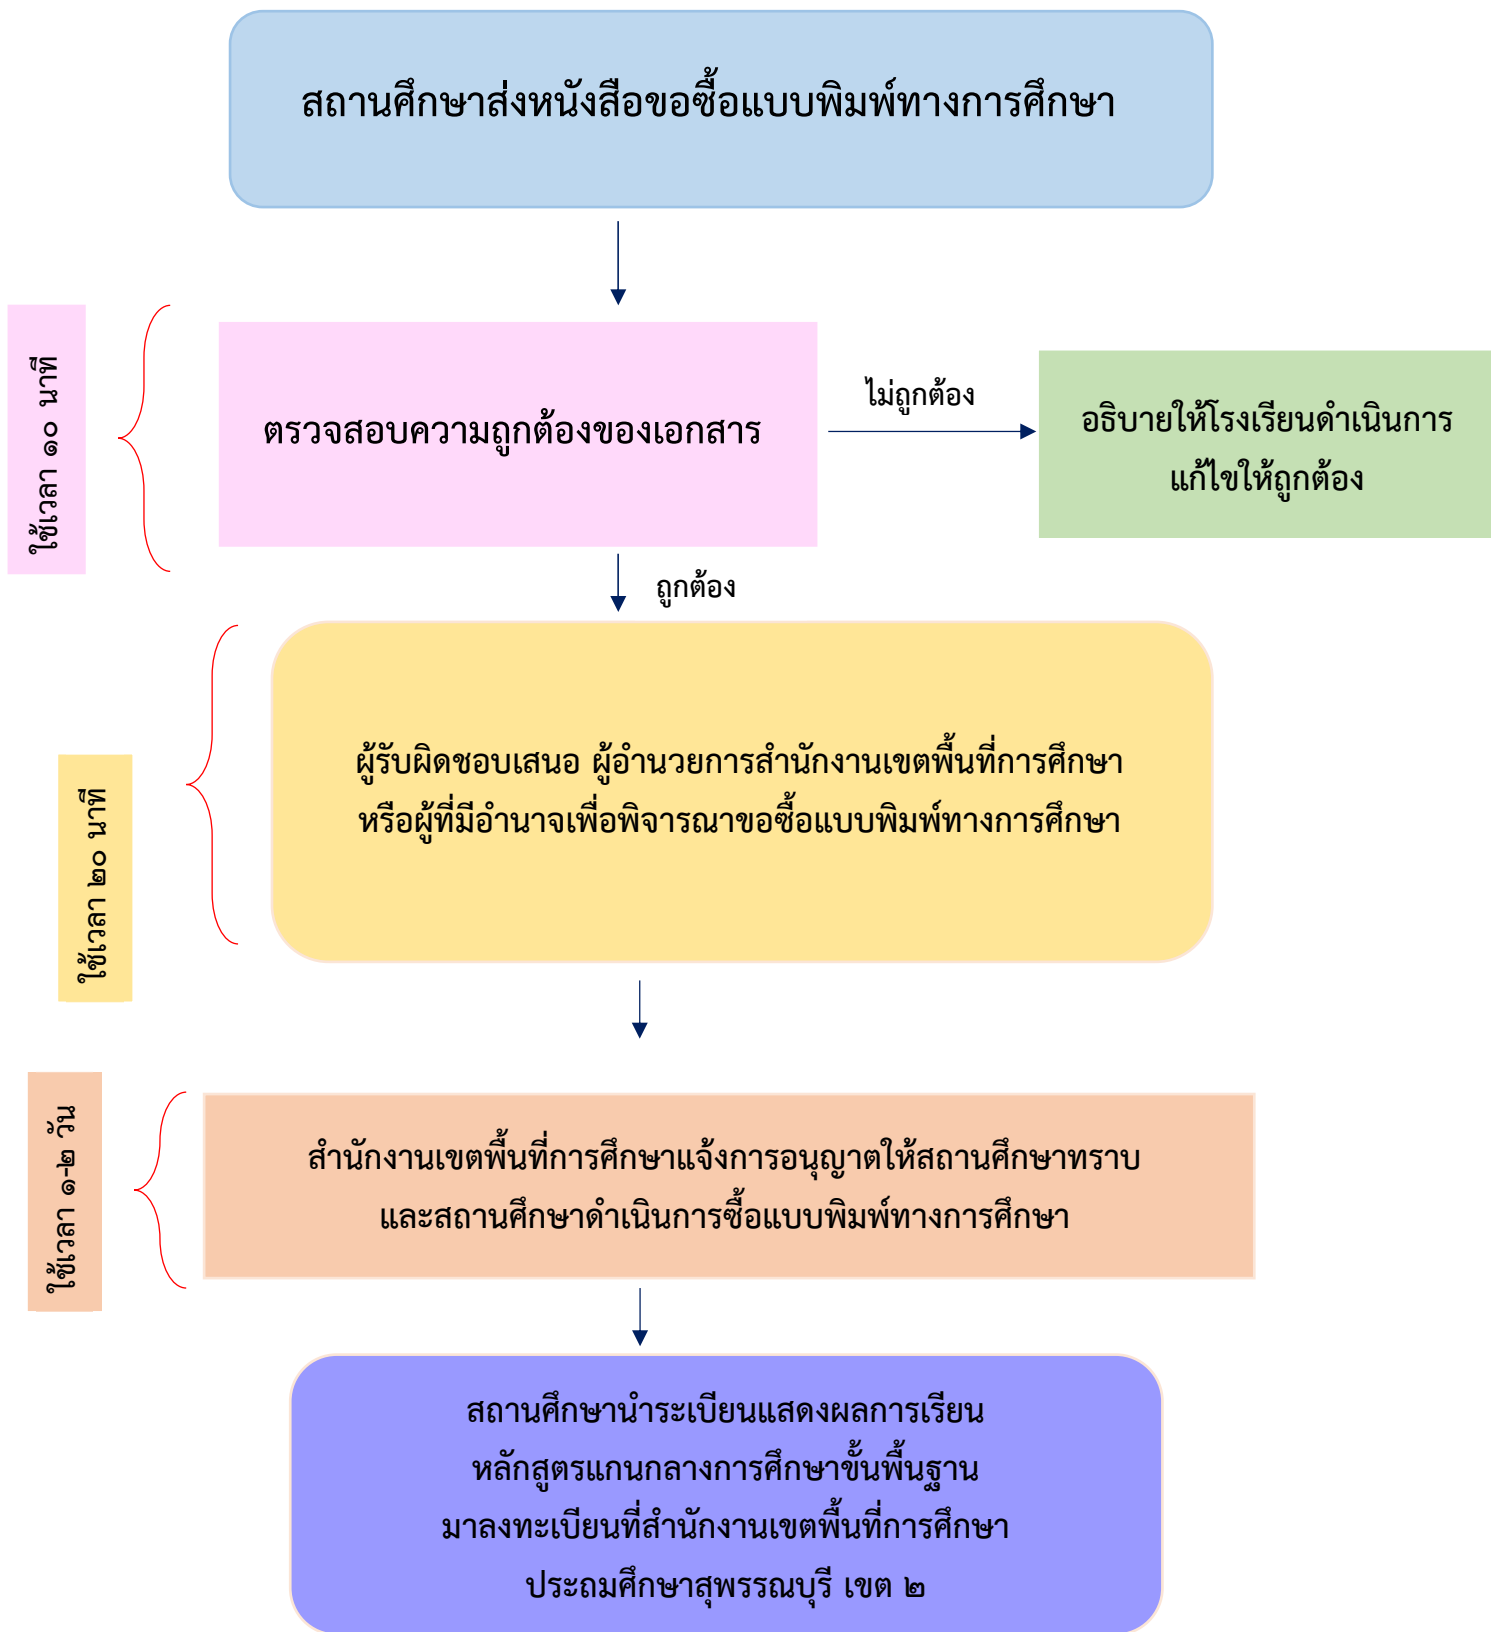 สถานศึกษาส่งหนังสือขอซื้อแบบพิมพ์ทางการศึกษา
ใช้เวลา ๑๐ นาที
ตรวจสอบความถูกต้องของเอกสาร
ไม่ถูกต้อง
อธิบายให้โรงเรียนดำเนินการ
แก้ไขให้ถูกต้อง
ถูกต้อง
ใช้เวลา ๒๐ นาที
ผู้รับผิดชอบเสนอ ผู้อำนวยการสำนักงานเขตพื้นที่การศึกษา
หรือผู้ที่มีอำนาจเพื่อพิจารณาขอซื้อแบบพิมพ์ทางการศึกษา
ใช้เวลา ๑-๒ วัน
สำนักงานเขตพื้นที่การศึกษาแจ้งการอนุญาตให้สถานศึกษาทราบ
และสถานศึกษาดำเนินการซื้อแบบพิมพ์ทางการศึกษา
สถานศึกษานำระเบียนแสดงผลการเรียน
หลักสูตรแกนกลางการศึกษาขั้นพื้นฐาน
มาลงทะเบียนที่สำนักงานเขตพื้นที่การศึกษา
ประถมศึกษาสุพรรณบุรี เขต ๒